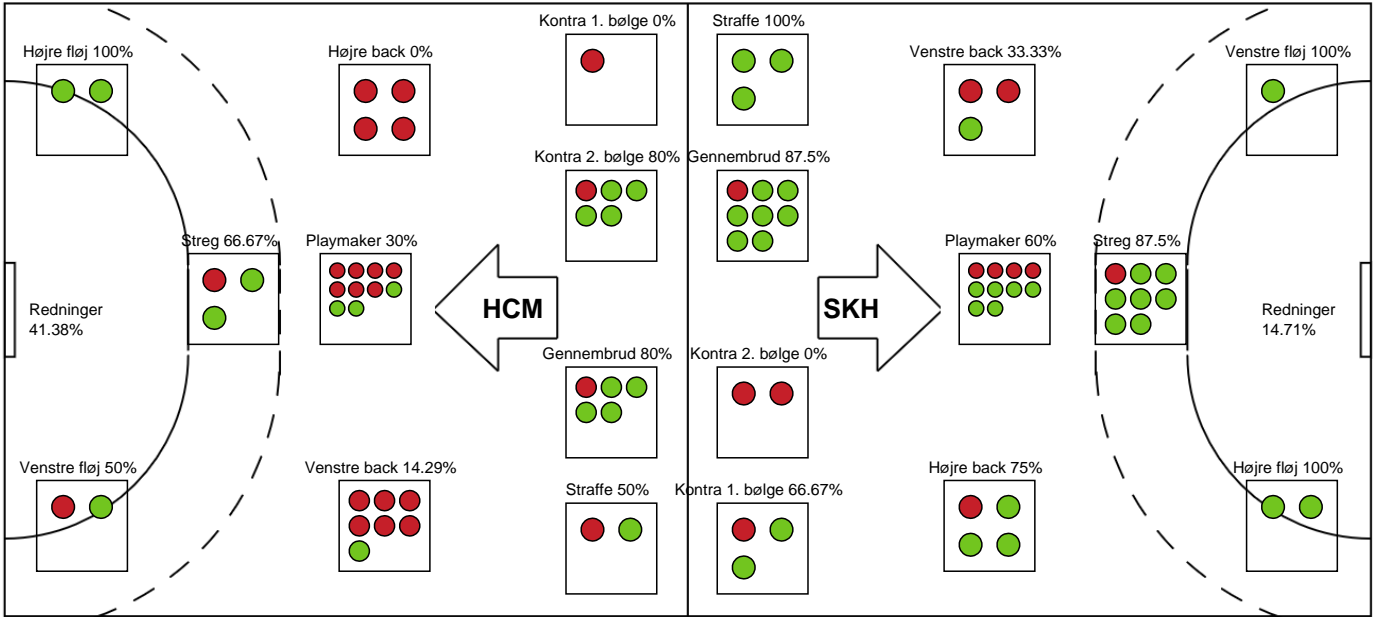 Kontra 1. bølge 0%
Straffe 100%
Højre fløj 100%
Højre back 0%
Venstre back 33.33%
Venstre fløj 100%
Kontra 2. bølge 80%
Gennembrud 87.5%
Streg 66.67%
Playmaker 30%
Playmaker 60%
Streg 87.5%
Redninger
41.38%
HCM
SKH
Redninger
14.71%
Gennembrud 80%
Kontra 2. bølge 0%
Venstre fløj 50%
Venstre back 14.29%
Højre back 75%
Højre fløj 100%
Straffe 50%
Kontra 1. bølge 66.67%